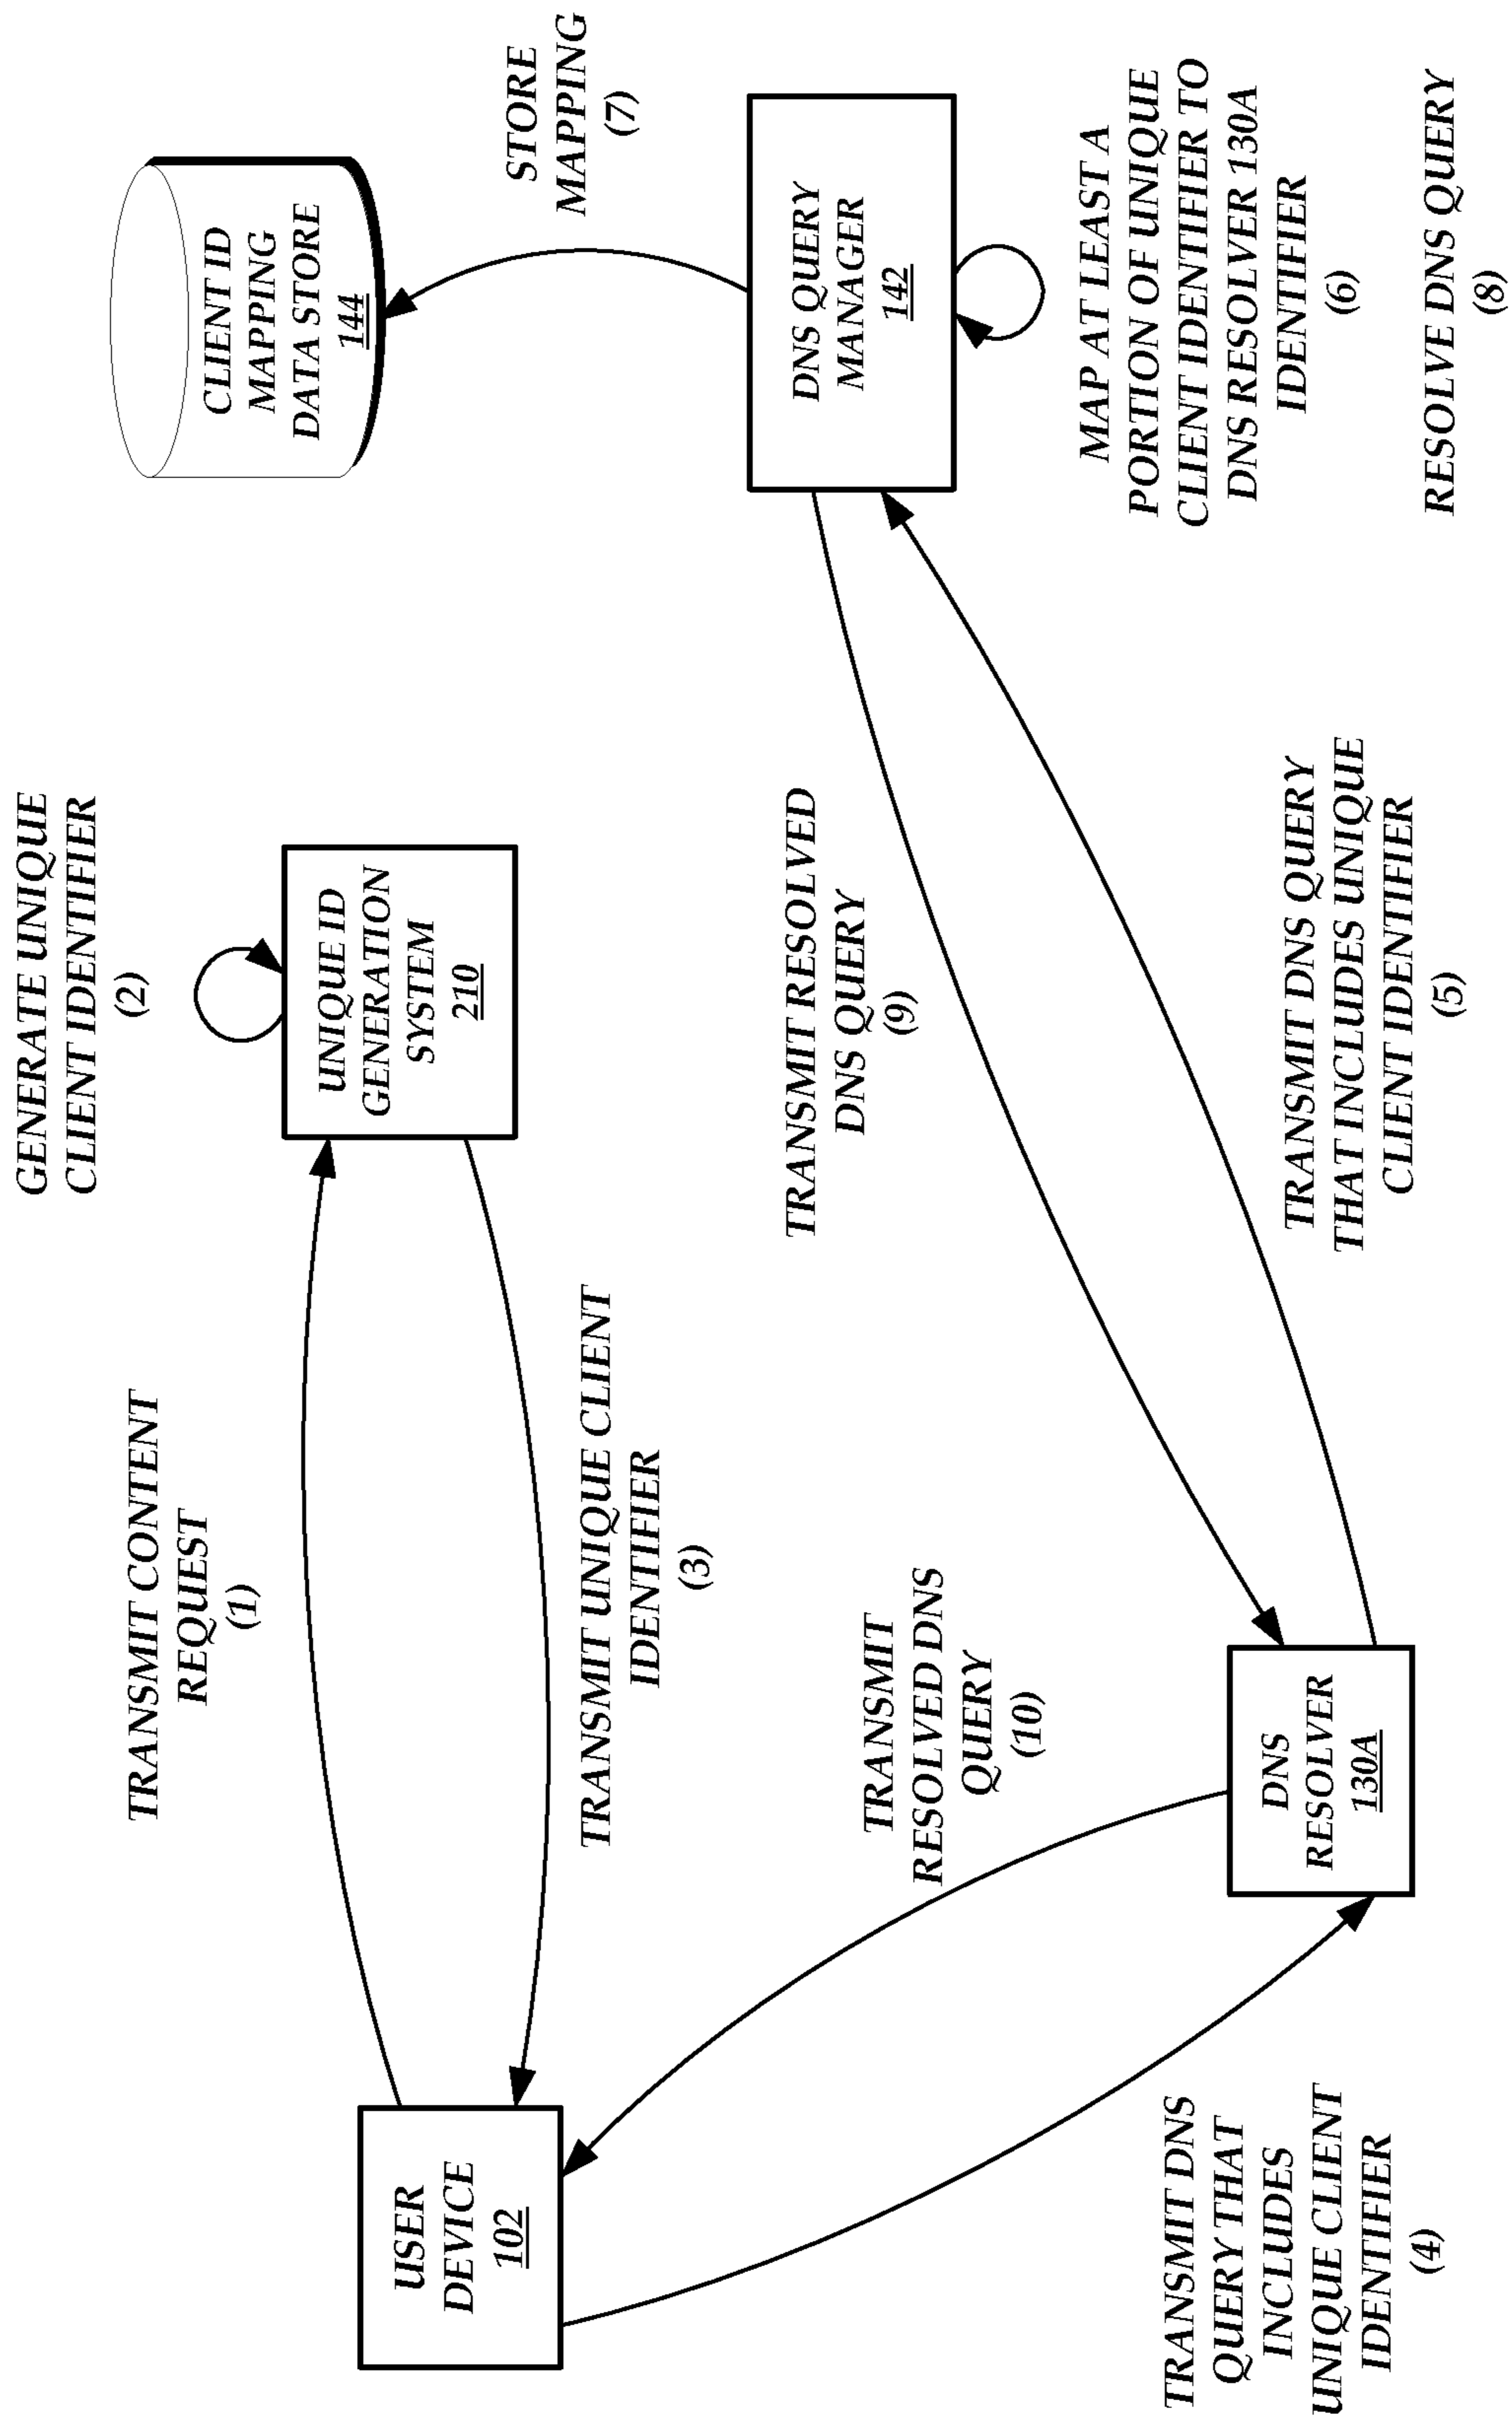 GENERATE UNIQUE
CLIENT IDENTIFIER
(2)
TRANSMIT CONTENT
REQUEST
(1)
UNIQUE ID
GENERATION
SYSTEM
210
CLIENT ID
MAPPING
DATA STORE
144
USER
DEVICE
102
TRANSMIT UNIQUE CLIENT
IDENTIFIER
(3)
STORE
MAPPING
(7)
TRANSMIT RESOLVED
DNS QUERY
(9)
DNS QUERY
MANAGER
142
TRANSMIT
RESOLVED DNS
QUERY
(10)
TRANSMIT DNS
QUERY THAT
INCLUDES
UNIQUE CLIENT
IDENTIFIER
(4)
DNS
RESOLVER
130A
TRANSMIT DNS QUERY
THAT INCLUDES UNIQUE
CLIENT IDENTIFIER
(5)
MAP AT LEAST A
PORTION OF UNIQUE
CLIENT IDENTIFIER TO
DNS RESOLVER 130A
IDENTIFIER
(6)
RESOLVE DNS QUERY
(8)